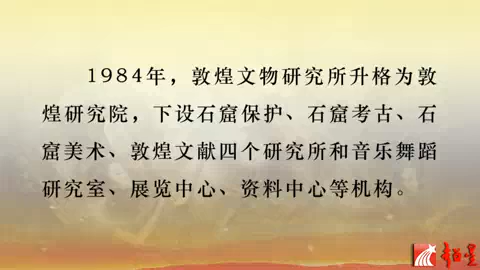 1984年，敦煌文物研究所升格为敦
煌研究院，下设石窟保护、石窟考古、石
窟美术、敦煌文献四个研究所和音乐舞蹈
研究室、展览中心、资料中心等机构。